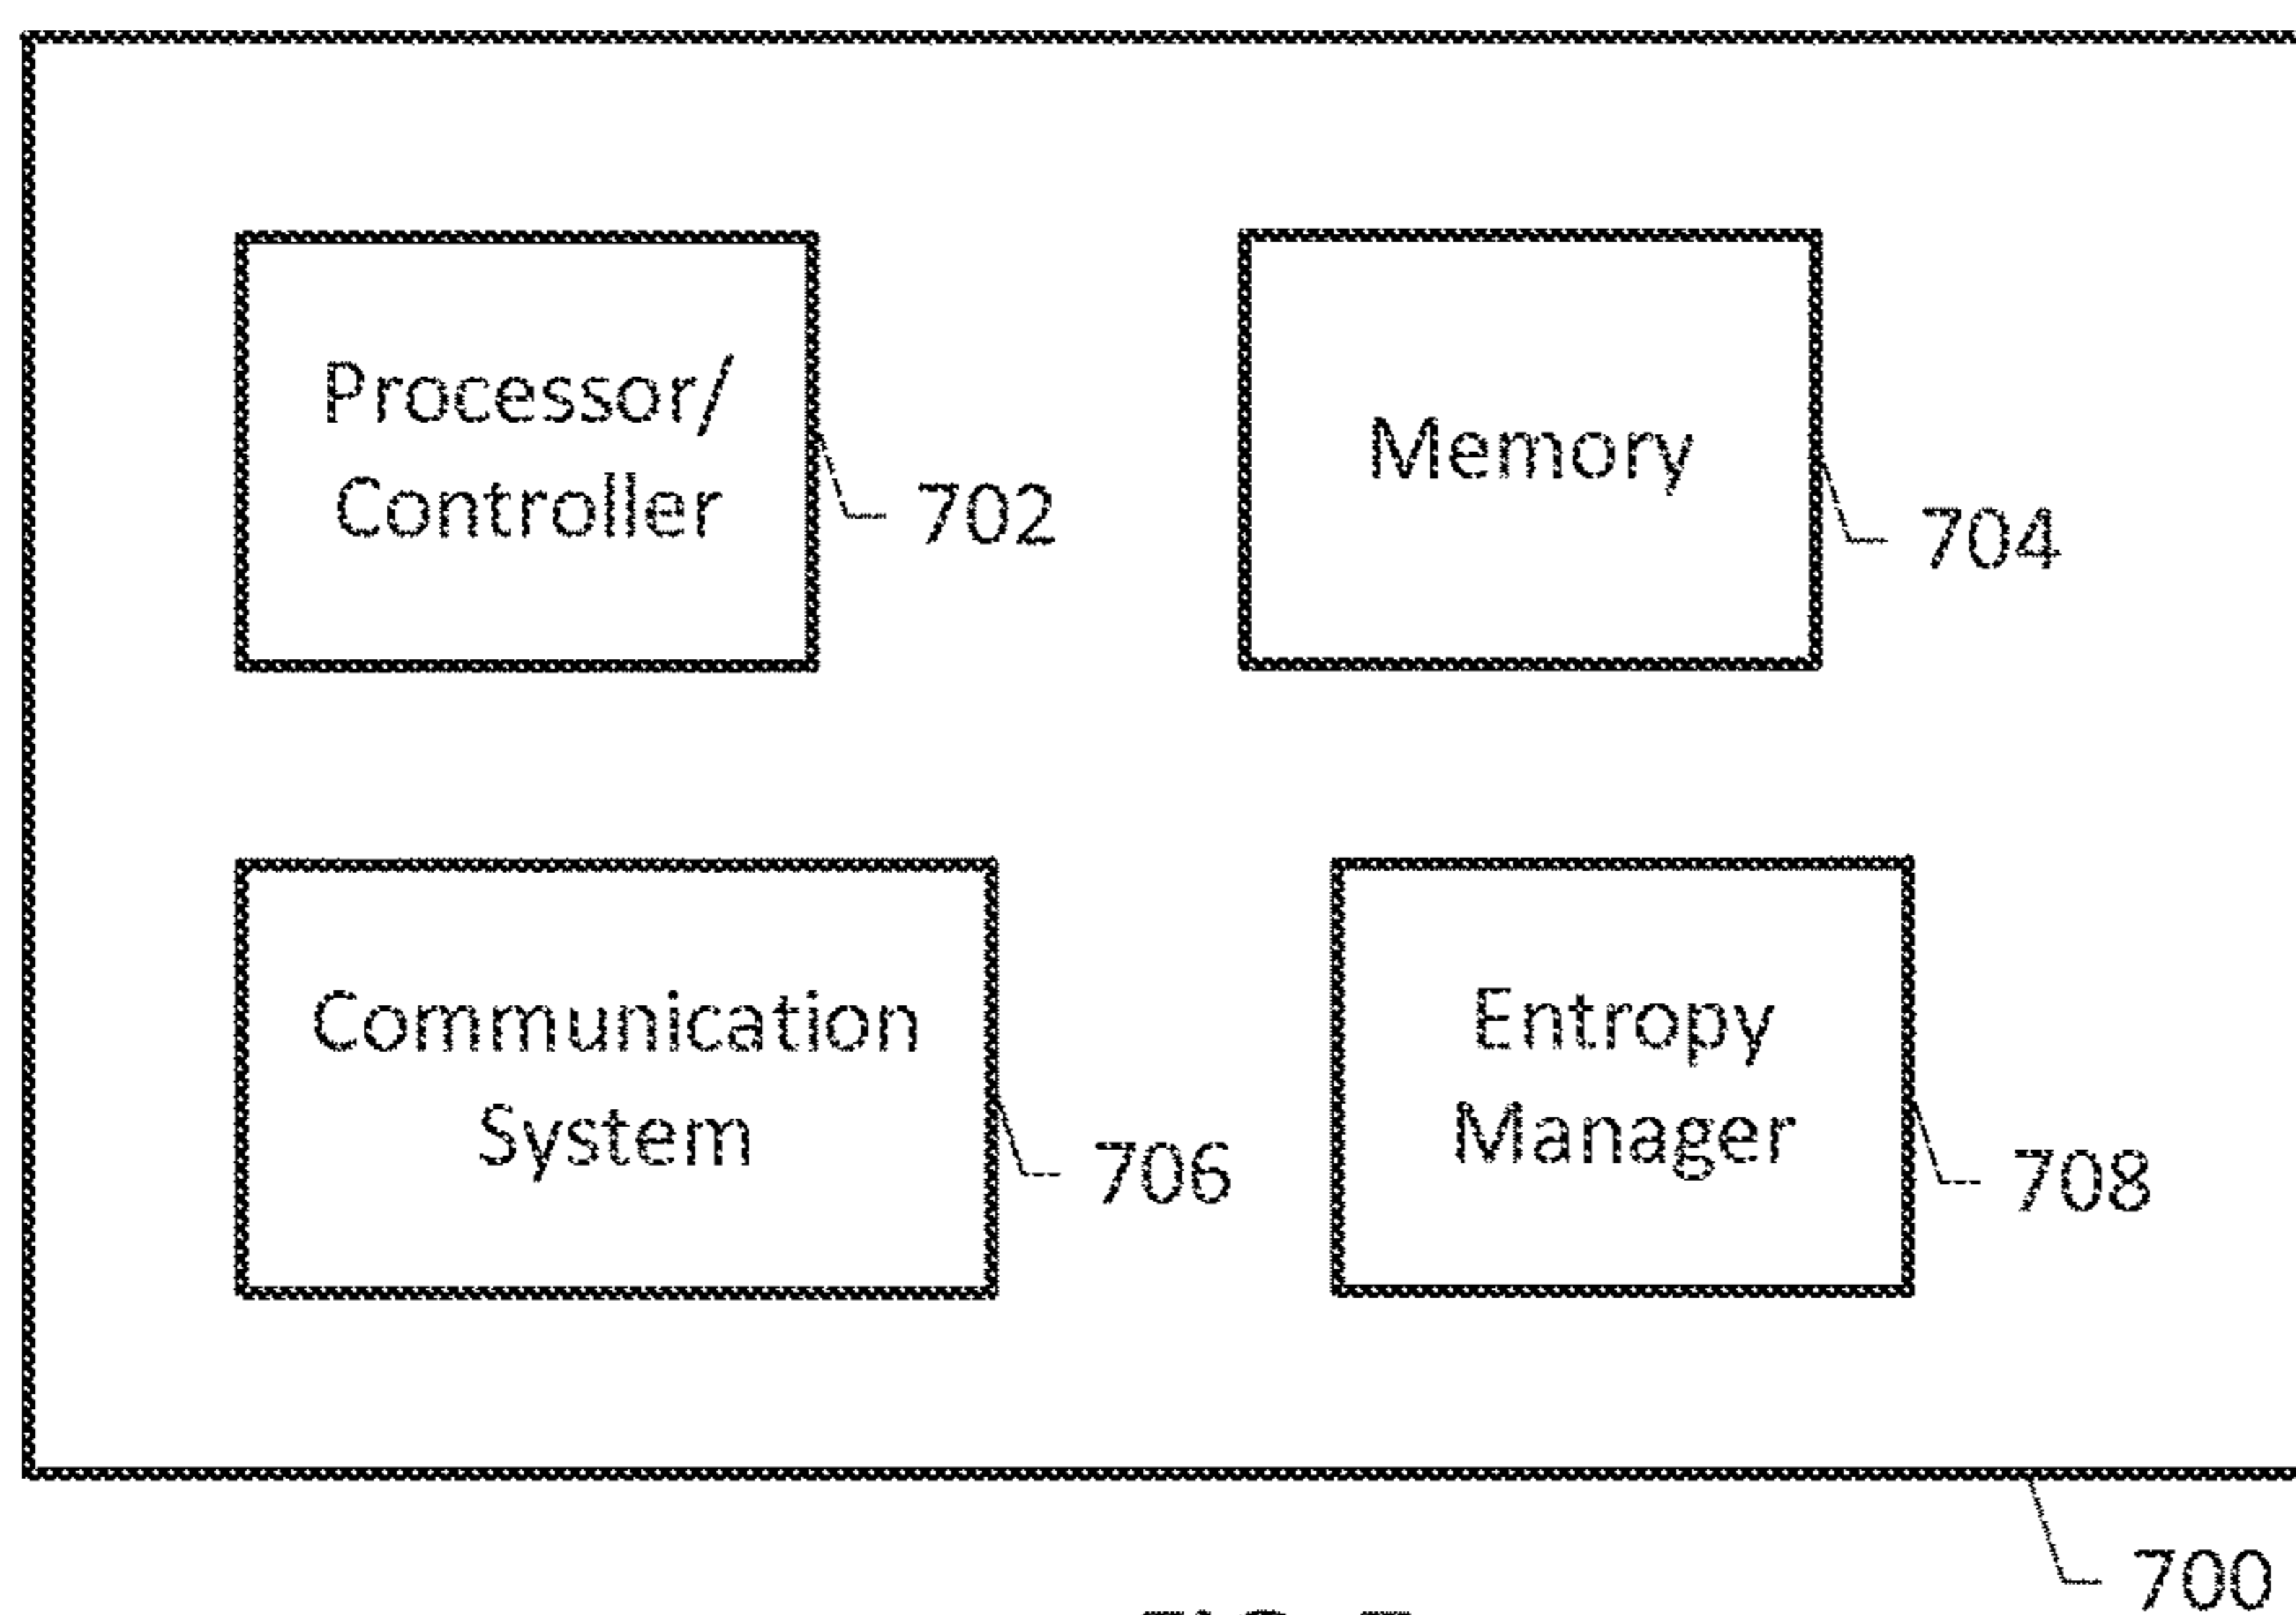 Processor/
Controller
702
Memory
704
Communication
System
706
Entropy
Manager
708
700